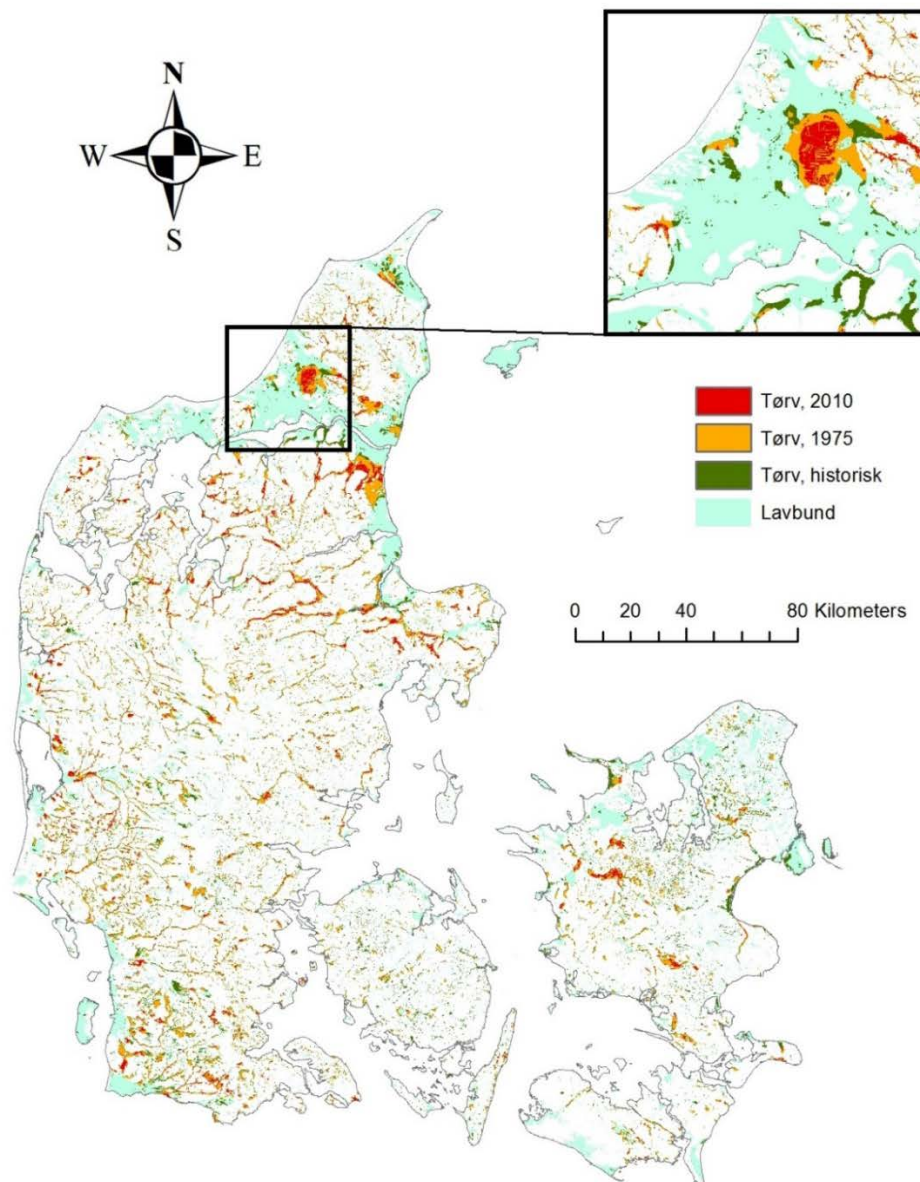 N
W E
S
Tørv, 2010
Tørv, 1975
Tørv, historisk
Lavbund
0 20 40 80 Kilometers